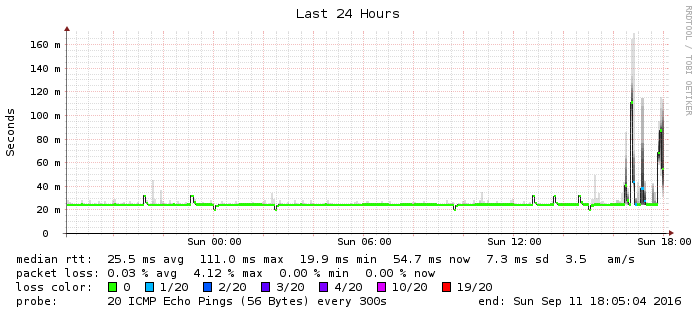 Last 24 Hours
RRDTOOL / TOBI OETIKER
Seconds
160 m
140 m
120 m
100 m
80 m
60 m
40 m
20 m
0
Sun 00:00 Sun 06:00 Sun 12:00 Sun 18:00
median rtt: 25.5 ms avg 111.0 ms max 19.9 ms min 54.7 ms now 7.3 ms sd 3.5 am/s
packet loss: 0.03 % avg 4.12 % max 0.00 % min 0.00 % now
loss color: 0 1/20 2/20 3/20 4/20 10/20 19/20
probe: 20 ICMP Echo Pings (56 Bytes) every 300s end: Sun Sep 11 18:05:04 2016